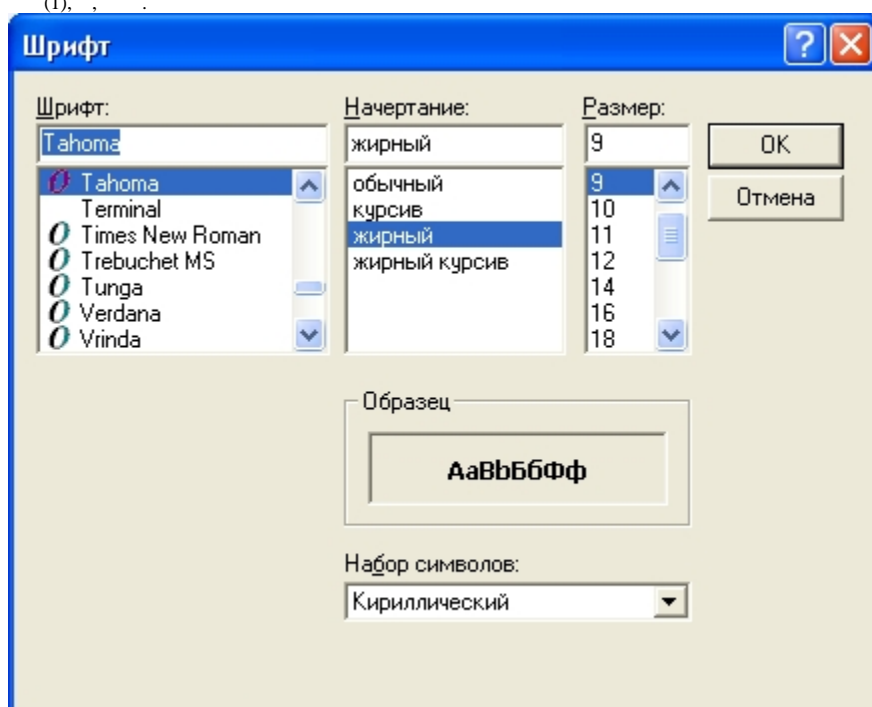 (1), , .
Шрифт
Шрифт:
Начертание:
Размер:
Tahoma
жирный
9
OK
Отмена
Tahoma
Terminal
Times New Roman
Trebuchet MS
Tunga
Verdana
Vrinda
обычный
курсив
жирный
жирный курсив
9
10
11
12
14
16
18
Образец
AaBbБбФф
Набор символов:
Кириллический